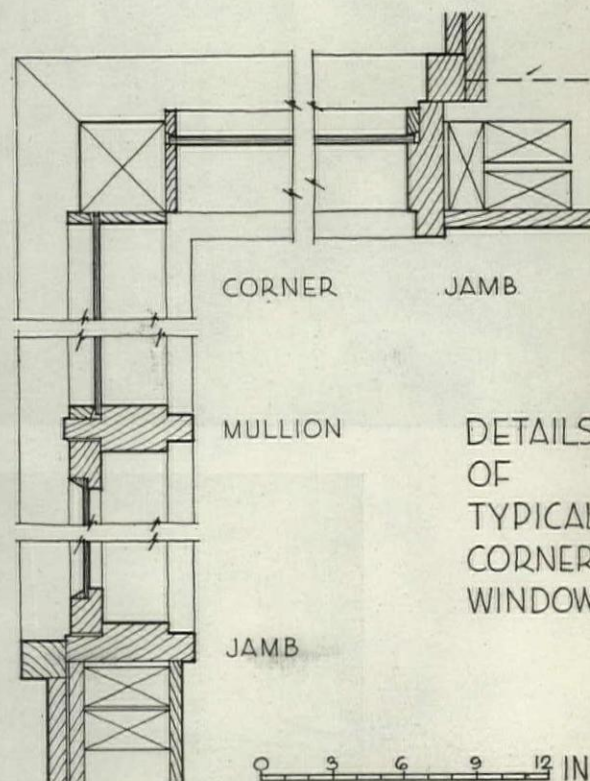 CORNER JAMB
MULLION
DETAILS
OF
TYPICAL
CORNER
WINDOW
JAMB
0 3 6 9 12 IN